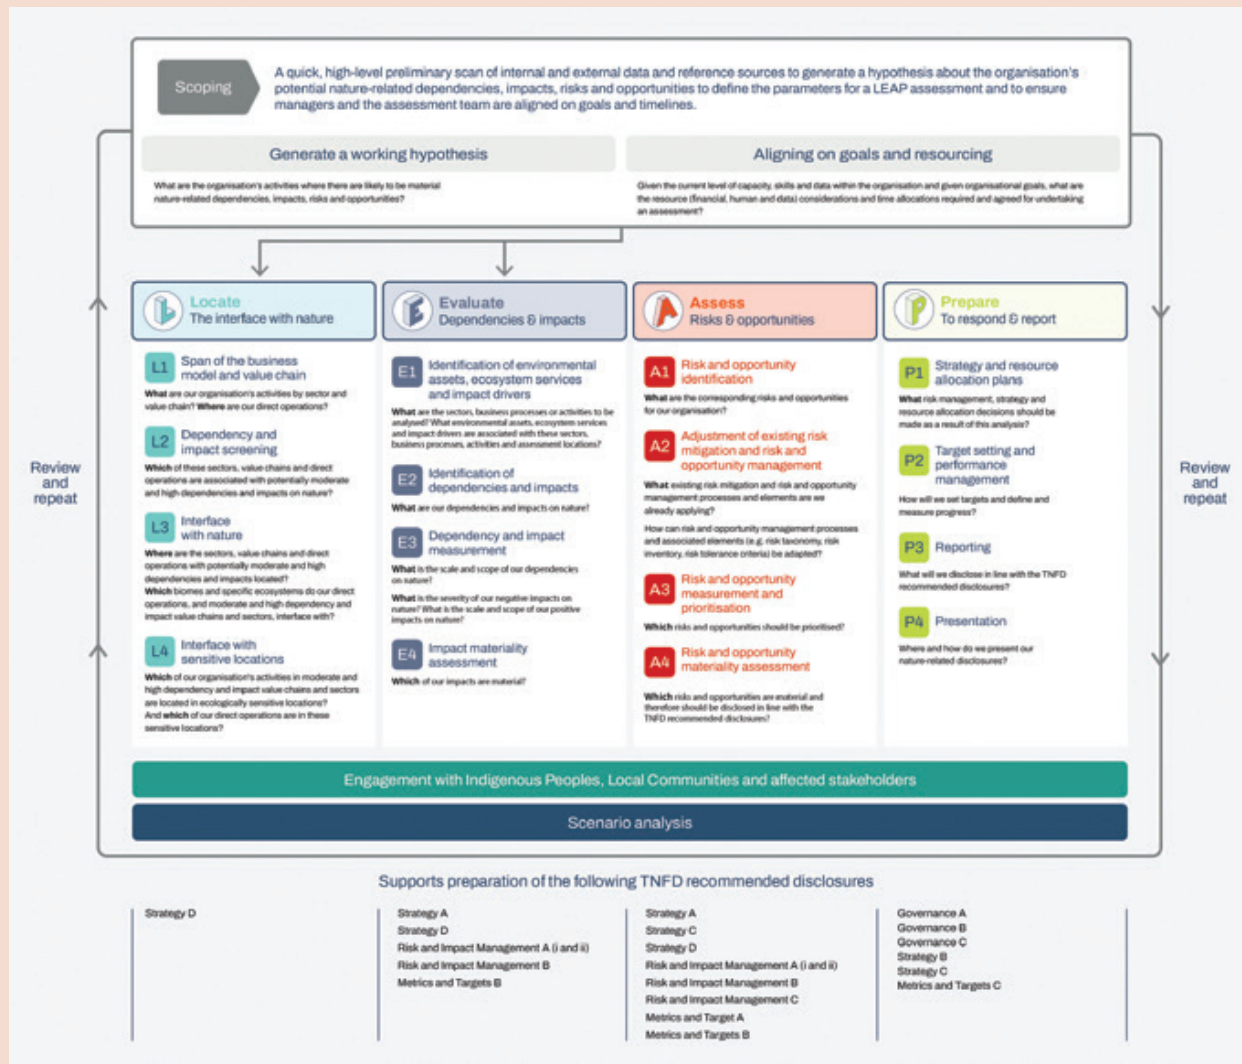 Scoping
A quick, high-level preliminary scan of internal and external data and reference sources to generate a hypothesis about the organisation's
potential nature-related dependencies, impacts, risks and opportunities to define the parameters for a LEAP assessment and to ensure
managers and the assessment team are aligned on goals and timelines.
Generate a working hypothesis
What are the organisation's activities where there are likely to be material
nature-related dependencies, impacts, risks and opportunities?
Aligning on goals and resourcing
Given the current level of capacity, skills and data within the organisation and given organisational goals, what are
the resource (financial, human and data) considerations and time allocations required and agreed for undertaking
an assessment?
Review
and
repeat
L
Locate
The interface with nature
L1
Span of the business
model and value chain
What are our organisation's activities by sector and
value chain? Where are our direct operations?
L2
Dependency and
impact screening
Which of these sectors, value chains and direct
operations are associated with potentially moderate
and high dependencies and impacts on nature?
L3
Interface
with nature
Where are the sectors, value chains and direct
operations with potentially moderate and high
dependencies and impacts located?
Which biomes and specific ecosystems do our direct
operations, and moderate and high dependency and
impact value chains and sectors, interface with?
L4
Interface with
sensitive locations
Which of our organisation's activities in moderate and
high dependency and impact value chains and sectors
are located in ecologically sensitive locations?
And which of our direct operations are in these
sensitive locations?
E
Evaluate
Dependencies & impacts
E1
Identification of environmental
assets, ecosystem services
and impact drivers
What are the sectors, business processes or activities to be
analysed? What environmental assets, ecosystem services
and impact drivers are associated with these sectors,
business processes, activities and assessment locations?
E2
Identification of
dependencies and impacts
What are our dependencies and impacts on nature?
E3
Dependency and impact
measurement
What is the scale and scope of our dependencies
on nature?
What is the severity of our negative impacts on
nature? What is the scale and scope of our positive
impacts on nature?
E4
Impact materiality
assessment
Which of our impacts are material?
A
Assess
Risks & opportunities
A1
Risk and opportunity
identification
What are the corresponding risks and opportunities
for our organisation?
A2
Adjustment of existing risk
mitigation and risk and
opportunity management
What existing risk mitigation and risk and opportunity
management processes and elements are we
already applying?
How can risk and opportunity management processes
and associated elements (e.g. risk taxonomy, risk
inventory, risk tolerance criteria) be adapted?
A3
Risk and opportunity
measurement and
prioritisation
Which risks and opportunities should be prioritised?
A4
Risk and opportunity
materiality assessment
Which risks and opportunities are material and
therefore should be disclosed in line with the
TNFD recommended disclosures?
P
Prepare
To respond & report
P1
Strategy and resource
allocation plans
What risk management, strategy and
resource allocation decisions should be
made as a result of this analysis?
P2
Target setting and
performance
management
How will we set targets and define and
measure progress?
P3
Reporting
What will we disclose in line with the TNFD
recommended disclosures?
P4
Presentation
Where and how do we present our
nature-related disclosures?
Review
and
repeat
Engagement with Indigenous Peoples, Local Communities and affected stakeholders
Scenario analysis
Supports preparation of the following TNFD recommended disclosures
Strategy D
Strategy A
Strategy D
Risk and Impact Management A (i and ii)
Risk and Impact Management B
Metrics and Targets B
Strategy A
Strategy C
Strategy D
Risk and Impact Management A (i and ii)
Risk and Impact Management B
Risk and Impact Management C
Metrics and Target A
Metrics and Targets B
Governance A
Governance B
Governance C
Strategy B
Strategy C
Metrics and Targets C